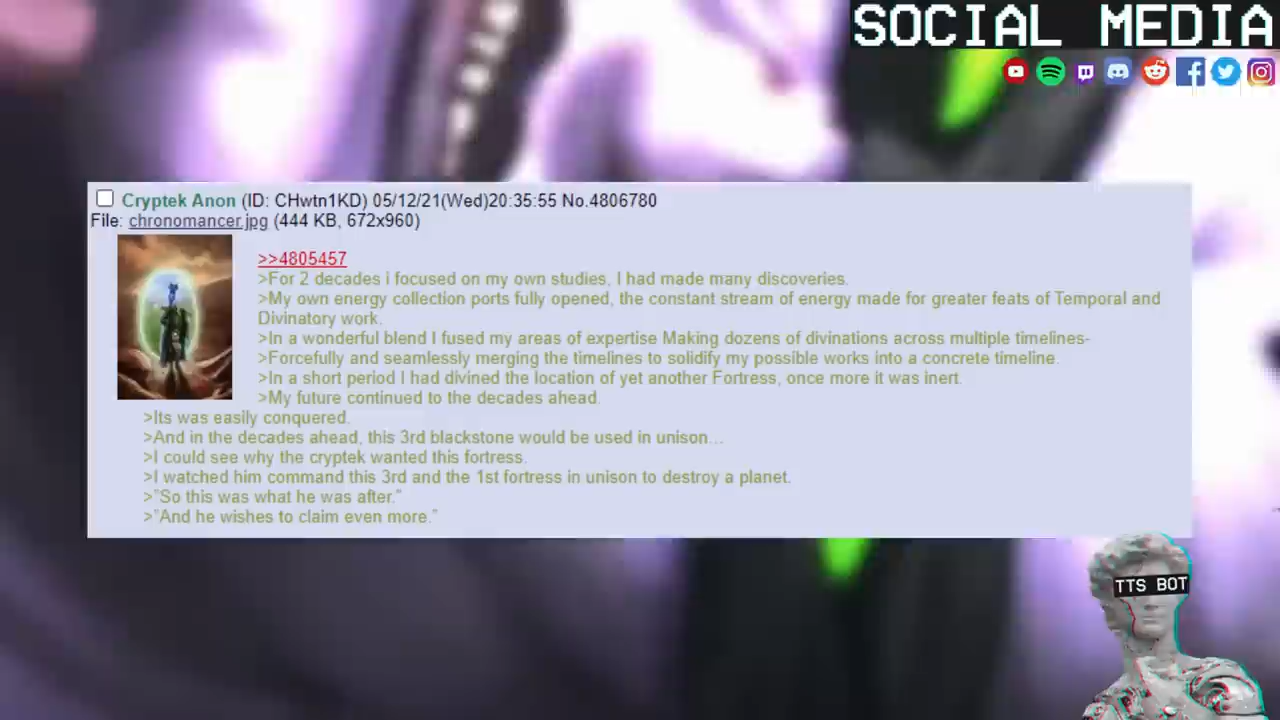 SOCIAL MEDIA
Cryptek Anon (ID: CHwtn1KD) 05/12/21(Wed)20:35:55 No.4806780
File: chronomancer.jpg (444 KB, 672x960)
>>4805457
>For 2 decades i focused on my own studies, I had made many discoveries.
>My own energy collection ports fully opened, the constant stream of energy made for greater feats of Temporal and
Divinatory work.
>In a wonderful blend I fused my areas of expertise Making dozens of divinations across multiple timelines-
>Forcefully and seamlessly merging the timelines to solidify my possible works into a concrete timeline.
>In a short period I had divined the location of yet another Fortress, once more it was inert.
>My future continued to the decades ahead.
>Its was easily conquered.
>And in the decades ahead, this 3rd blackstone would be used in unison...
>I could see why the cryptek wanted this fortress.
>I watched him command this 3rd and the 1st fortress in unison to destroy a planet.
>"So this was what he was after."
>"And he wishes to claim even more."
TTS BOT